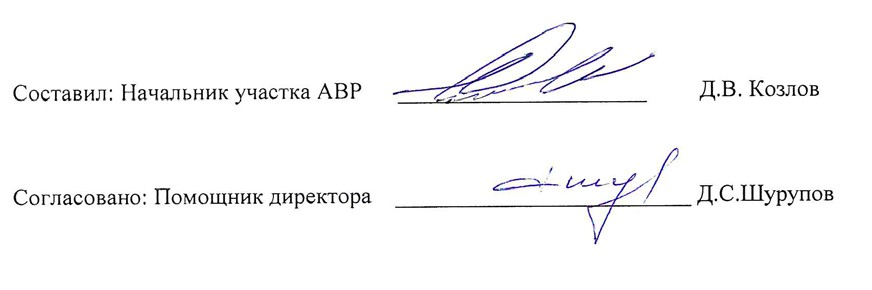 Составил: Начальник участка АВР Д.В. Козлов
Согласовано: Помощник директора Д.С.Шурупов